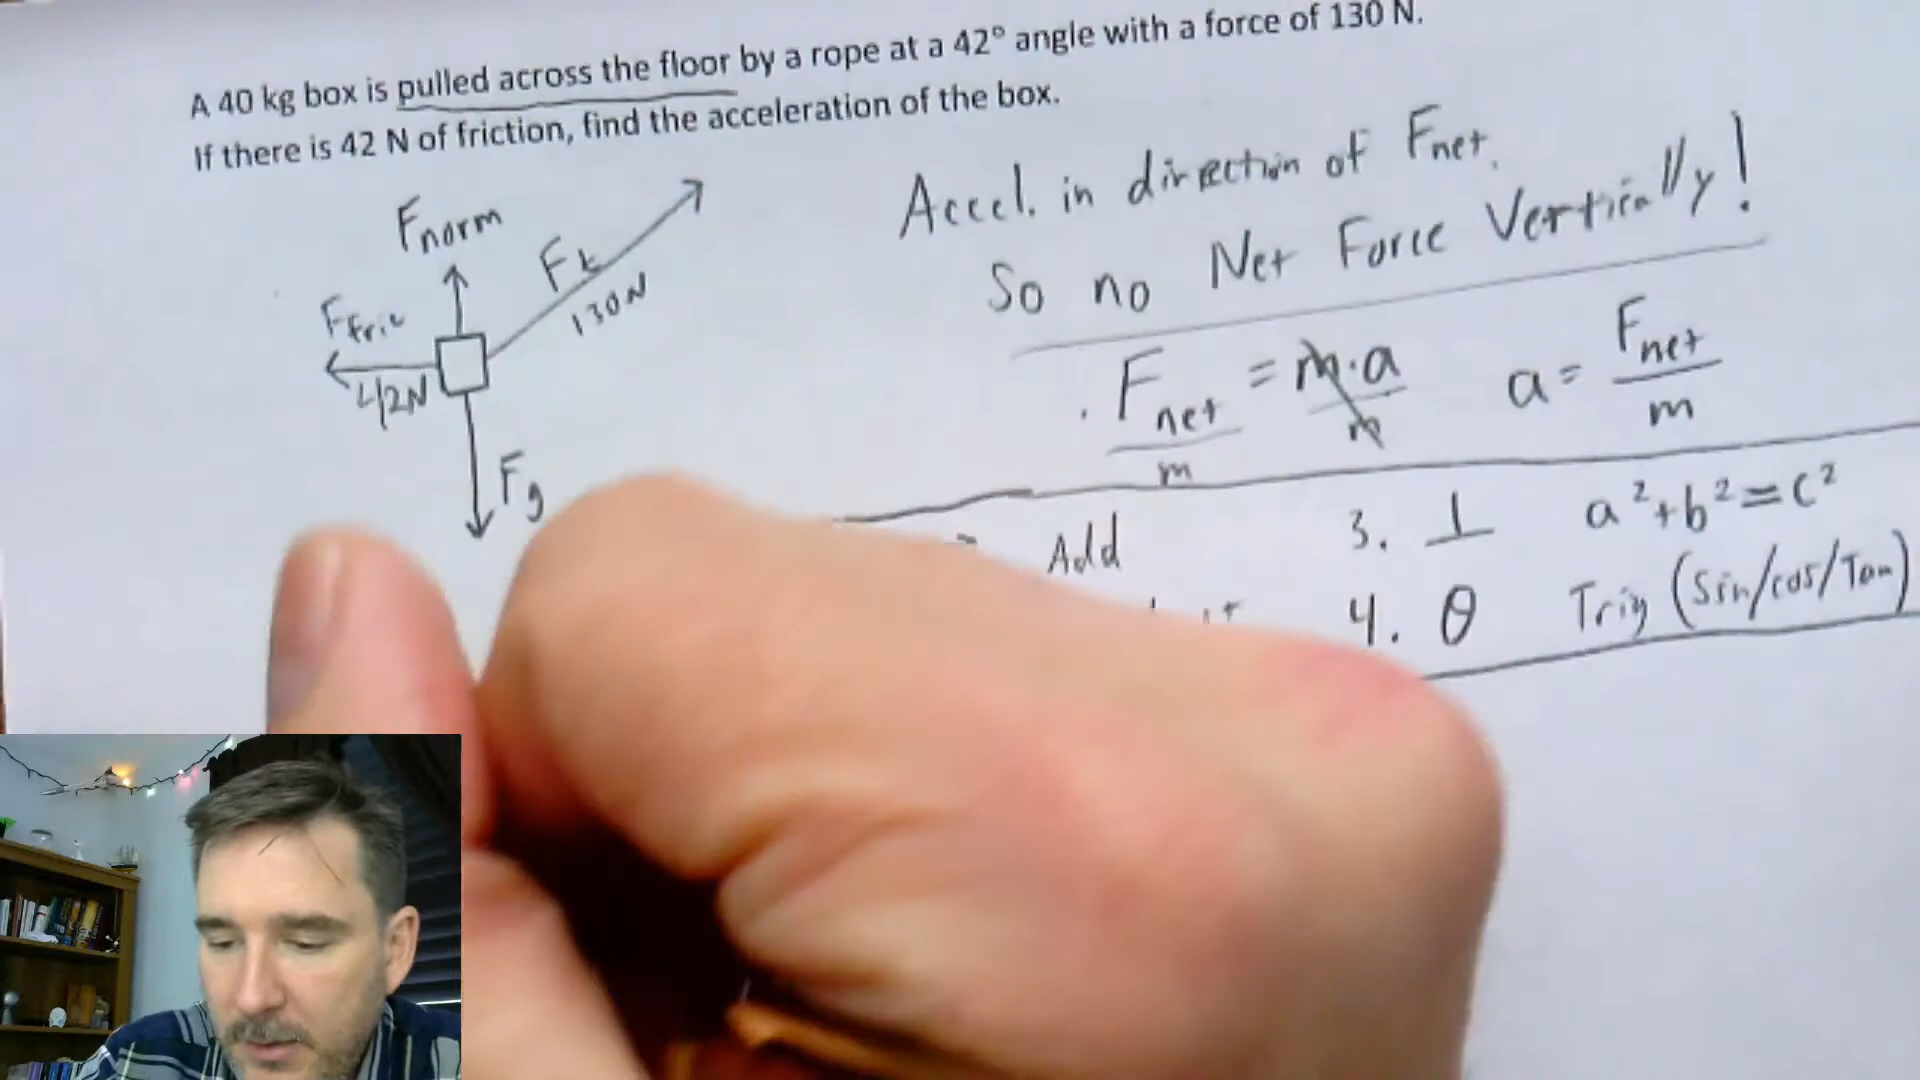 A 40 kg box is pulled across the floor by a rope at a 42° angle with a force of 130 N.
If there is 42 N of friction, find the acceleration of the box.
Accel. in direction of Fnet.
So no Net Force Vertically!
Fnorm
Ft
130N
Ffric
42N
Fg
Fnet = m·a
m m
a = Fnet
m
Add
3. ⊥ a²+b²=c²
4. θ Trig (Sin/cos/Tan)